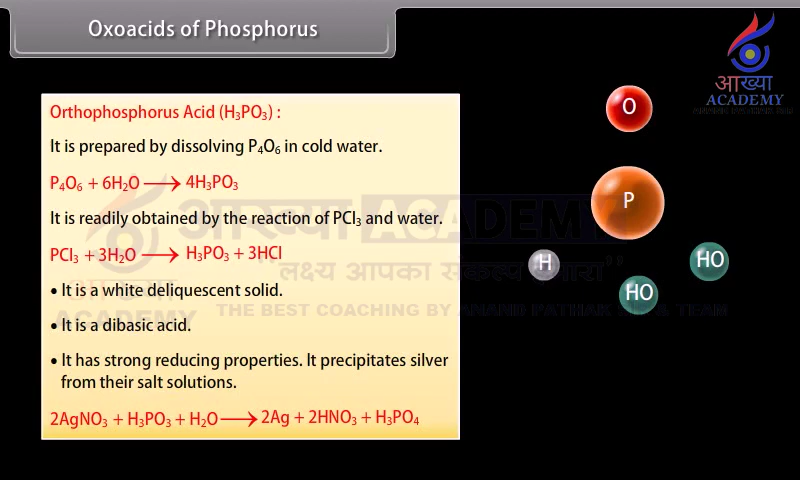 Oxoacids of Phosphorus
आख्या
ACADEMY
Orthophosphorus Acid (H₃PO₃) :
It is prepared by dissolving P₄O₆ in cold water.
P₄O₆ + 6H₂O ⟶ 4H₃PO₃
It is readily obtained by the reaction of PCl₃ and water.
PCl₃ + 3H₂O ⟶ H₃PO₃ + 3HCl
• It is a white deliquescent solid.
• It is a dibasic acid.
• It has strong reducing properties. It precipitates silver
from their salt solutions.
2AgNO₃ + H₃PO₃ + H₂O ⟶ 2Ag + 2HNO₃ + H₃PO₄
O
P
H
HO
HO
आख्या ACADEMY
"लक्ष्य आपका संकल्प हमारा"
ACADEMY
THE BEST COACHING BY ANAND PATHAK & TEAM